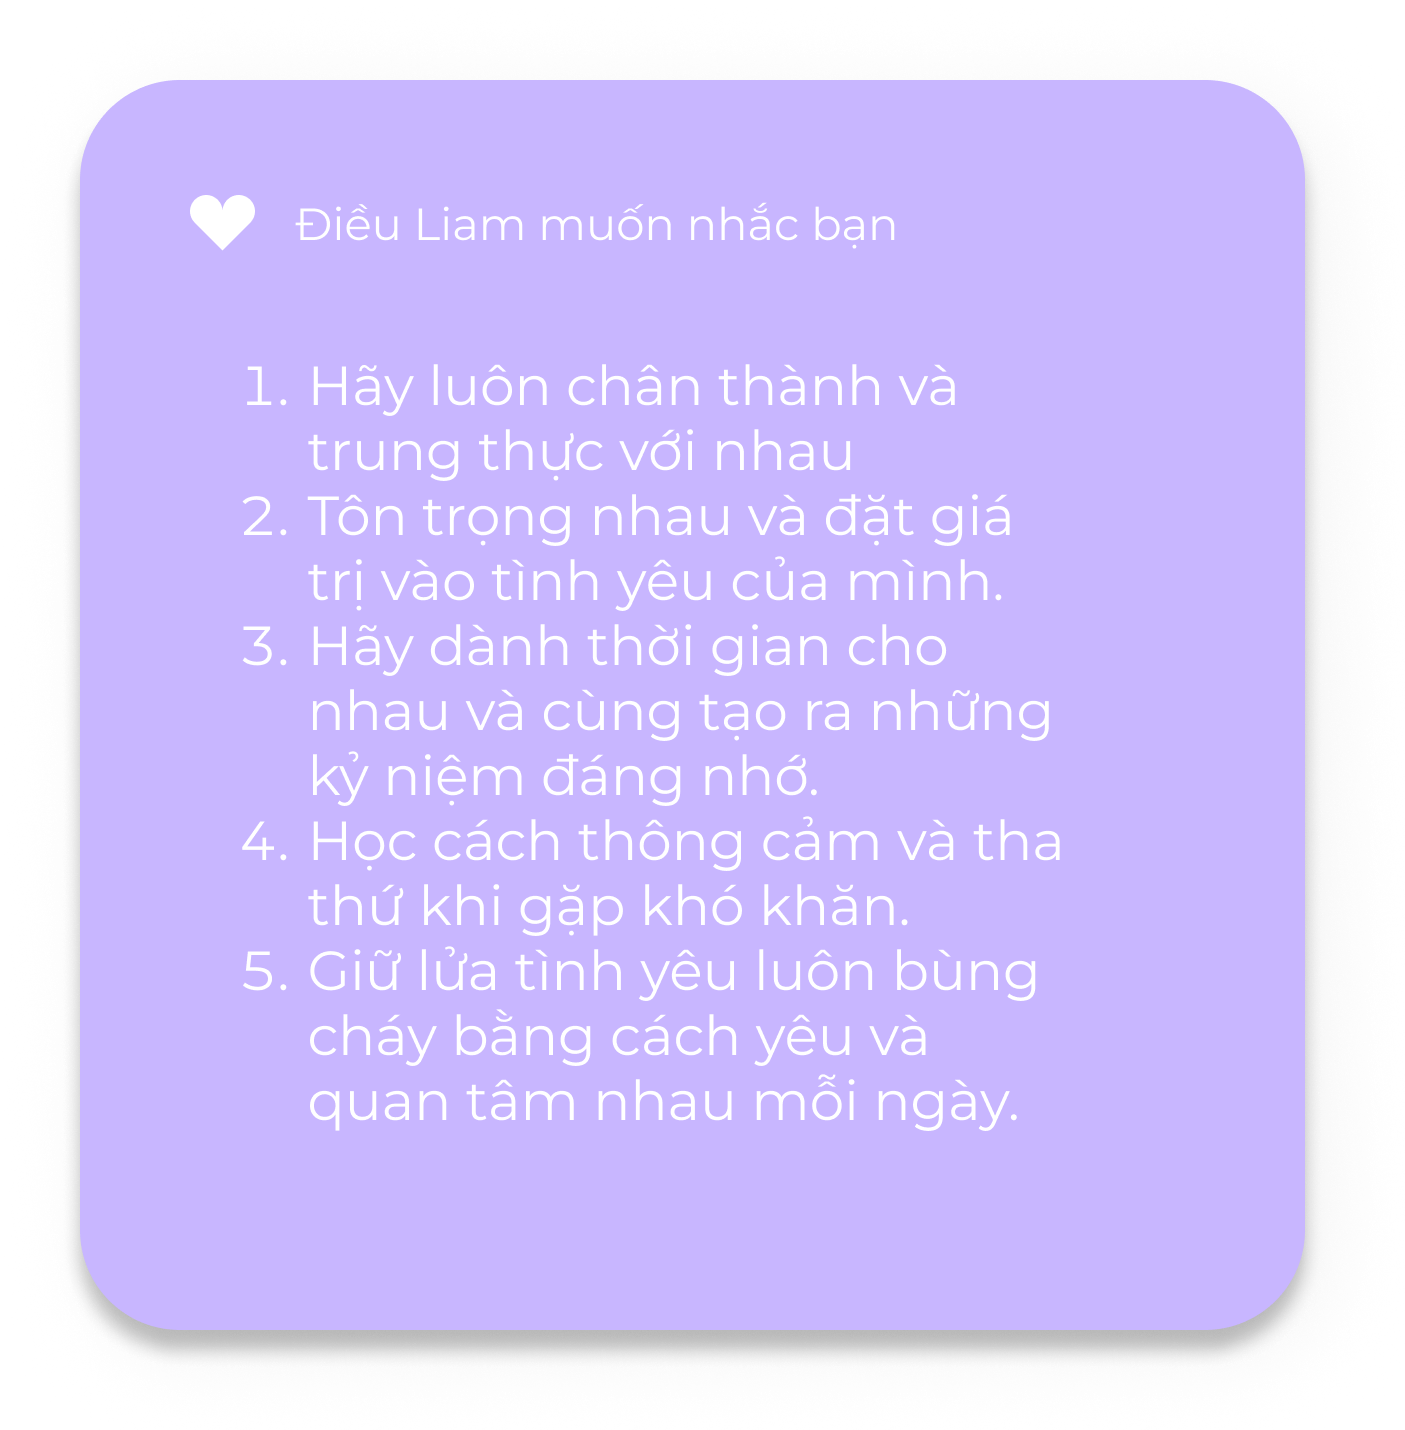 Điều Liam muốn nhắc bạn
1. Hãy luôn chân thành và
trung thực với nhau
2. Tôn trọng nhau và đặt giá
trị vào tình yêu của mình.
3. Hãy dành thời gian cho
nhau và cùng tạo ra những
kỷ niệm đáng nhớ.
4. Học cách thông cảm và tha
thứ khi gặp khó khăn.
5. Giữ lửa tình yêu luôn bùng
cháy bằng cách yêu và
quan tâm nhau mỗi ngày.